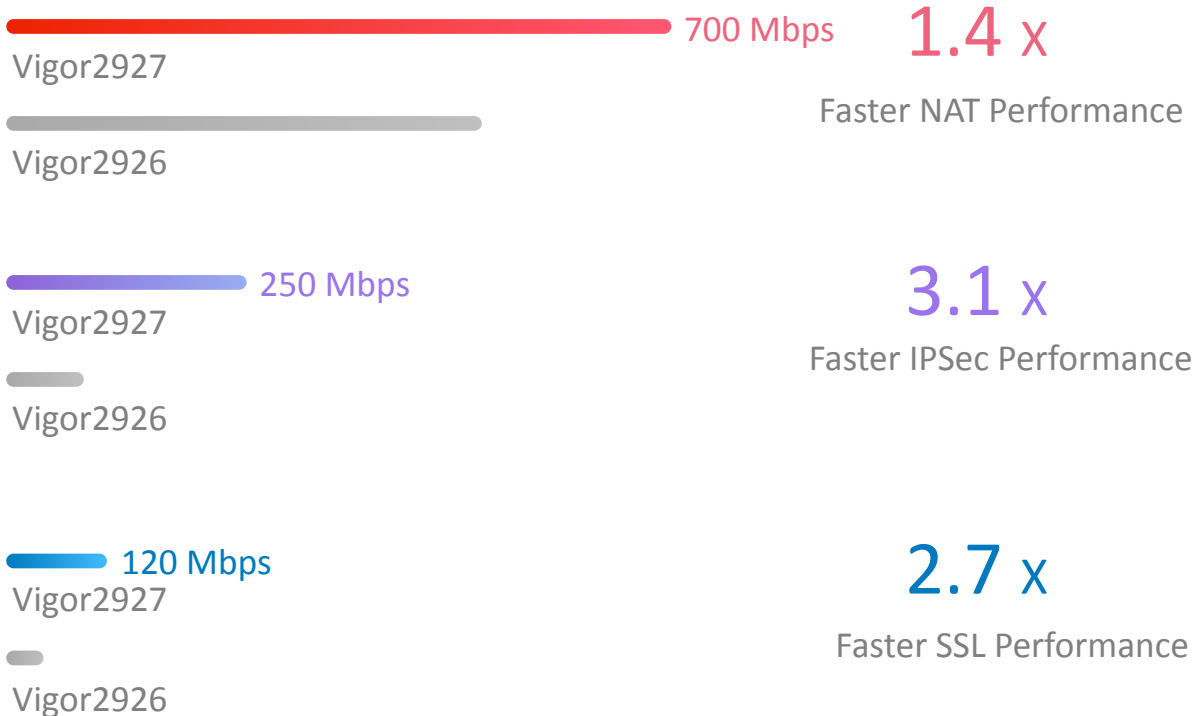 700 Mbps
1.4 x
Vigor2927
Faster NAT Performance
Vigor2926
250 Mbps
3.1 x
Vigor2927
Faster IPSec Performance
Vigor2926
120 Mbps
2.7 x
Vigor2927
Faster SSL Performance
Vigor2926